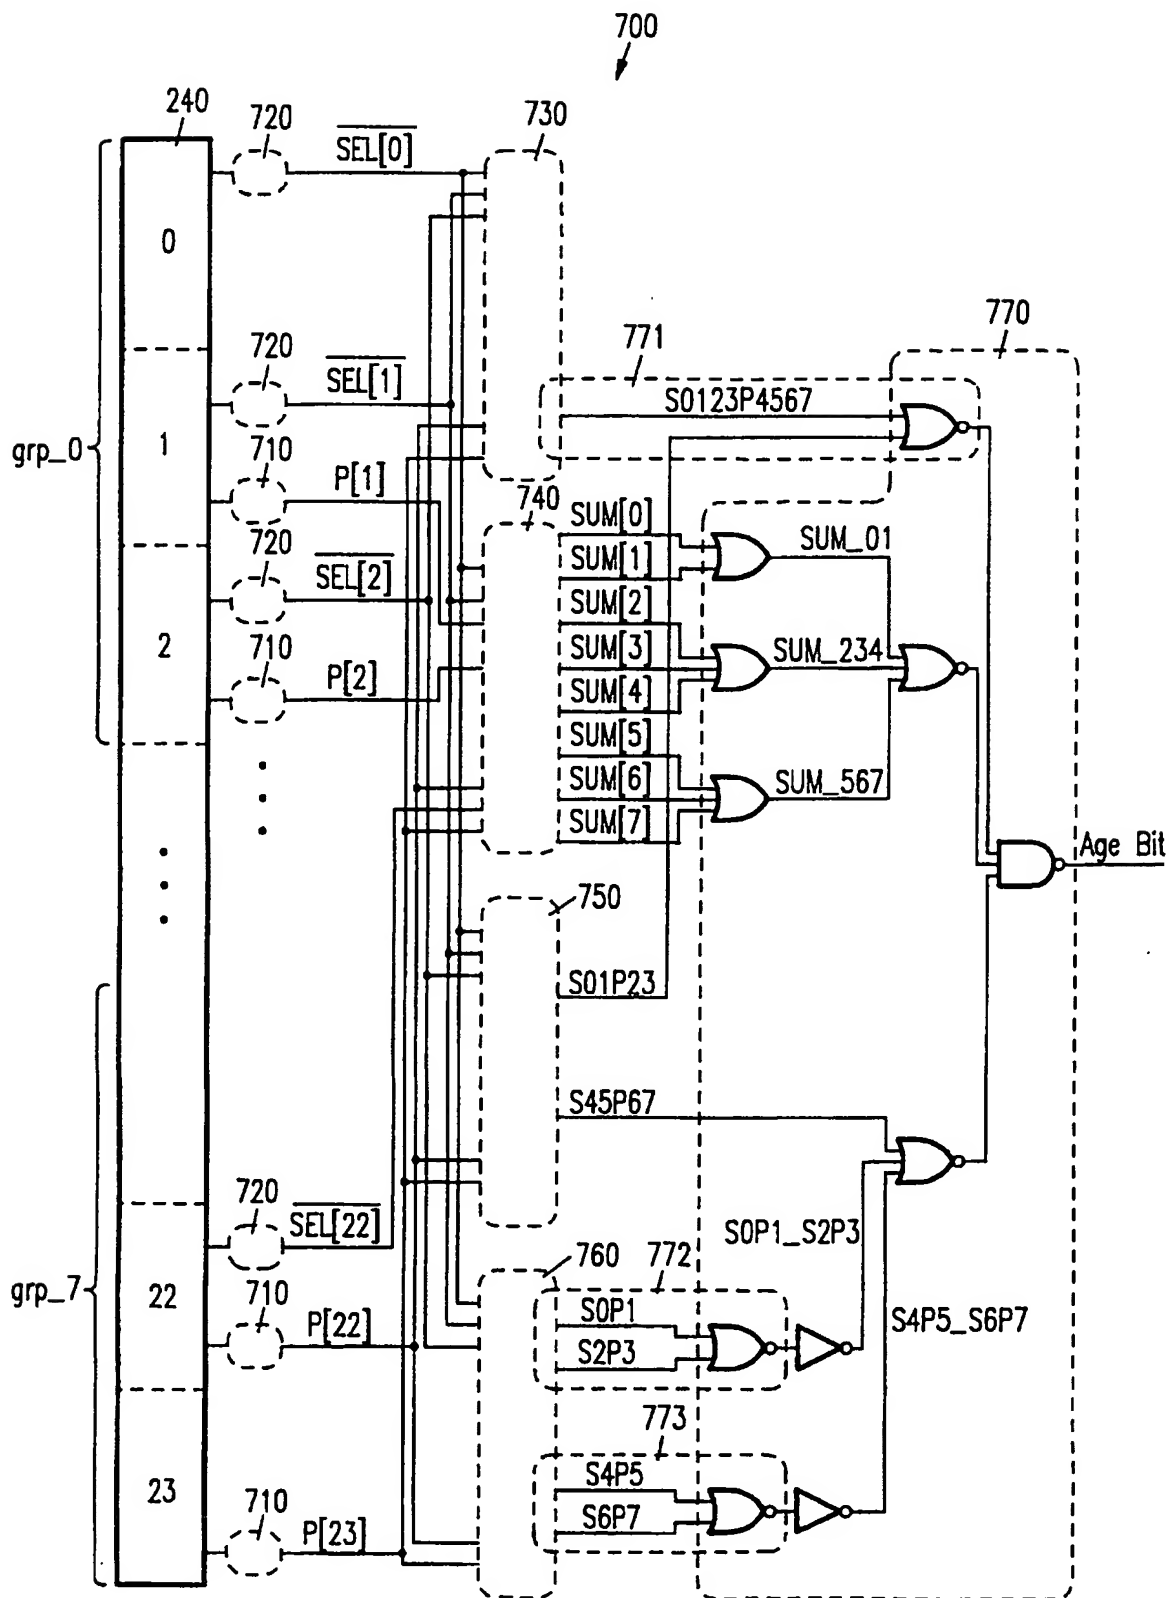 700
240
720
SEL[0]
730
0
720
SEL[1]
771
770
S0123P4567
grp_0
1
710
P[1]
740
SUM[0]
720
SEL[2]
SUM[1]
SUM_01
SUM[2]
2
710
P[2]
SUM[3]
SUM_234
SUM[4]
SUM[5]
SUM[6]
SUM_567
SUM[7]
Age Bit
750
S01P23
S45P67
720
SEL[22]
S0P1_S2P3
grp_7
22
710
P[22]
760
772
S0P1
S2P3
S4P5_S6P7
773
23
S4P5
S6P7
710
P[23]